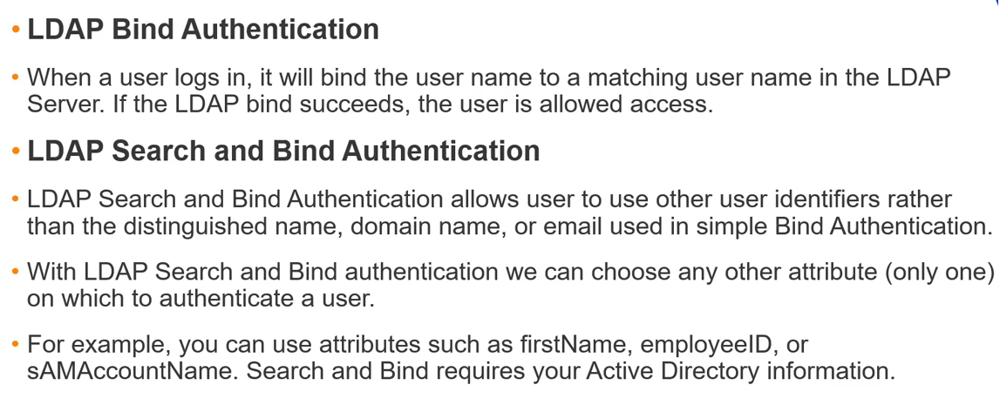 • LDAP Bind Authentication
• When a user logs in, it will bind the user name to a matching user name in the LDAP
Server. If the LDAP bind succeeds, the user is allowed access.
• LDAP Search and Bind Authentication
• LDAP Search and Bind Authentication allows user to use other user identifiers rather
than the distinguished name, domain name, or email used in simple Bind Authentication.
• With LDAP Search and Bind authentication we can choose any other attribute (only one)
on which to authenticate a user.
• For example, you can use attributes such as firstName, employeeID, or
sAMAccountName. Search and Bind requires your Active Directory information.